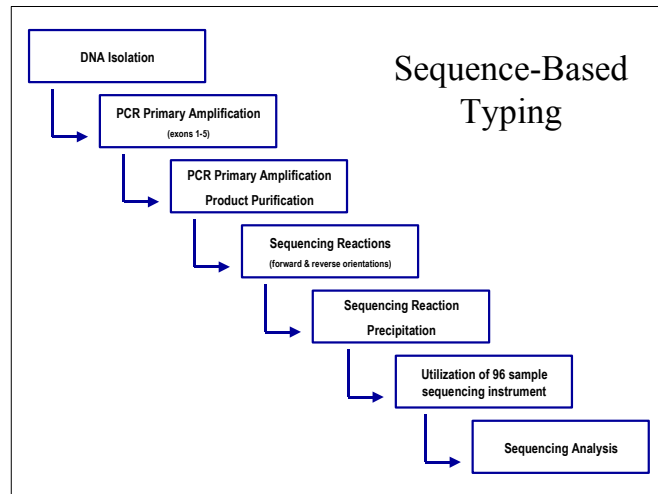 Sequence-Based
Typing
DNA Isolation
PCR Primary Amplification
(exons 1-5)
PCR Primary Amplification
Product Purification
Sequencing Reactions
(forward & reverse orientations)
Sequencing Reaction
Precipitation
Utilization of 96 sample
sequencing instrument
Sequencing Analysis